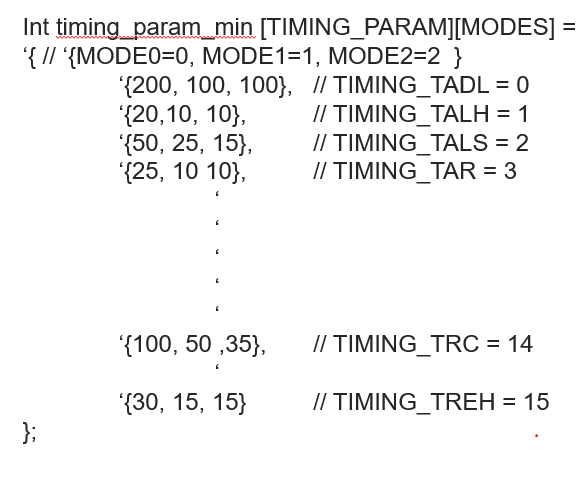 Int timing_param_min [TIMING_PARAM][MODES] =
‘{ // ‘{MODE0=0, MODE1=1, MODE2=2 }
‘{200, 100, 100}, // TIMING_TADL = 0
‘{20,10, 10}, // TIMING_TALH = 1
‘{50, 25, 15}, // TIMING_TALS = 2
‘{25, 10 10}, // TIMING_TAR = 3
‘
‘
‘
‘
‘
‘{100, 50 ,35}, // TIMING_TRC = 14
‘
‘{30, 15, 15} // TIMING_TREH = 15
};